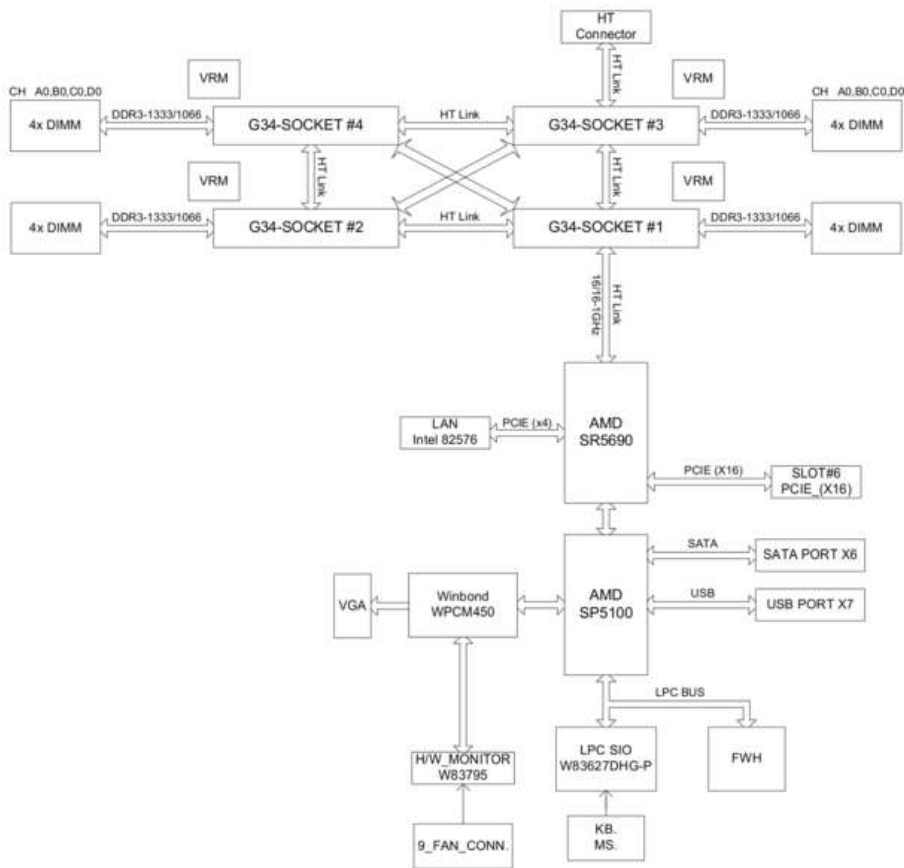 HT
Connector
HT Link
VRM
VRM
CH A0,B0,C0,D0
CH A0,B0,C0,D0
4x DIMM
DDR3-1333/1066
G34-SOCKET #4
HT Link
G34-SOCKET #3
DDR3-1333/1066
4x DIMM
HT Link
HT Link
VRM
VRM
4x DIMM
DDR3-1333/1066
G34-SOCKET #2
HT Link
G34-SOCKET #1
DDR3-1333/1066
4x DIMM
16/16-1GHz
HT Link
LAN
Intel 82576
PCIE (x4)
AMD
SR5690
PCIE (X16)
SLOT#6
PCIE_(X16)
SATA
SATA PORT X6
AMD
SP5100
VGA
Winbond
WPCM450
USB
USB PORT X7
LPC BUS
H/W_MONITOR
W83795
LPC SIO
W83627DHG-P
FWH
9_FAN_CONN.
KB.
MS.